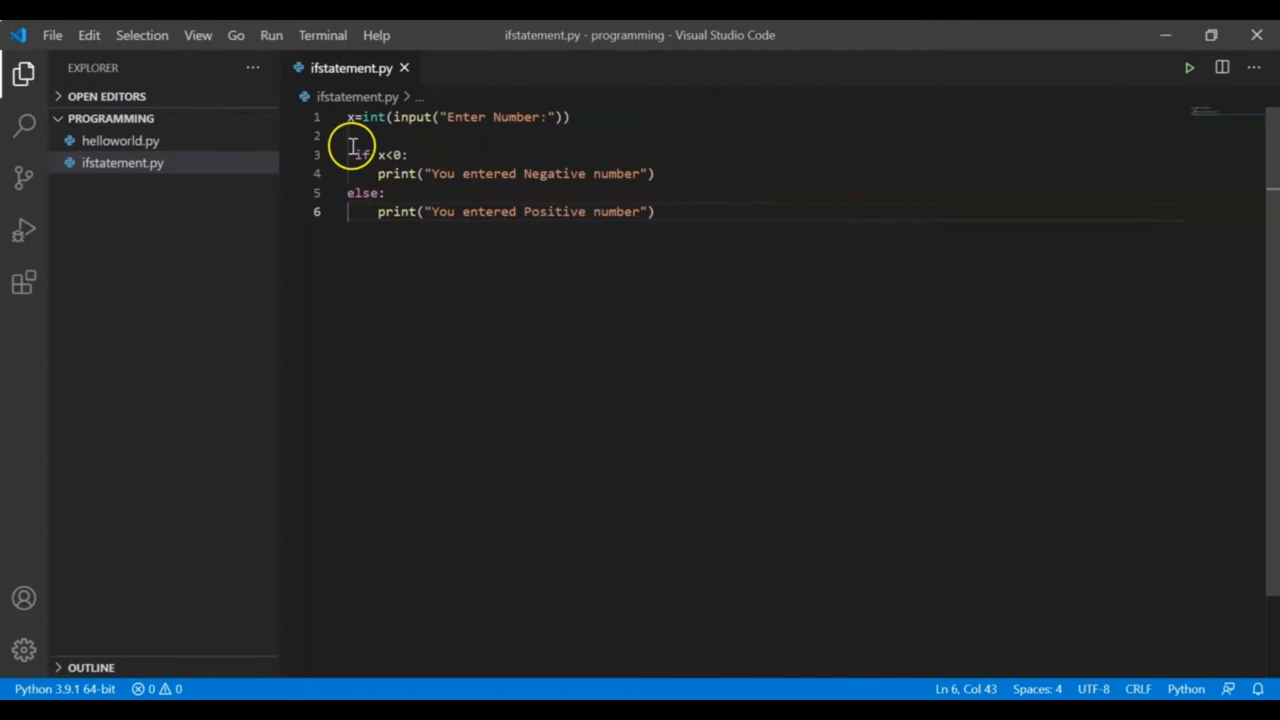 File Edit Selection View Go Run Terminal Help ifstatement.py - programming - Visual Studio Code
EXPLORER ... ifstatement.py
OPEN EDITORS ifstatement.py > ...
PROGRAMMING
helloworld.py
ifstatement.py
1 x=int(input("Enter Number:"))
2
3 if x<0:
4 print("You entered Negative number")
5 else:
6 print("You entered Positive number")
OUTLINE
Python 3.9.1 64-bit 0 0 Ln 6, Col 43 Spaces: 4 UTF-8 CRLF Python